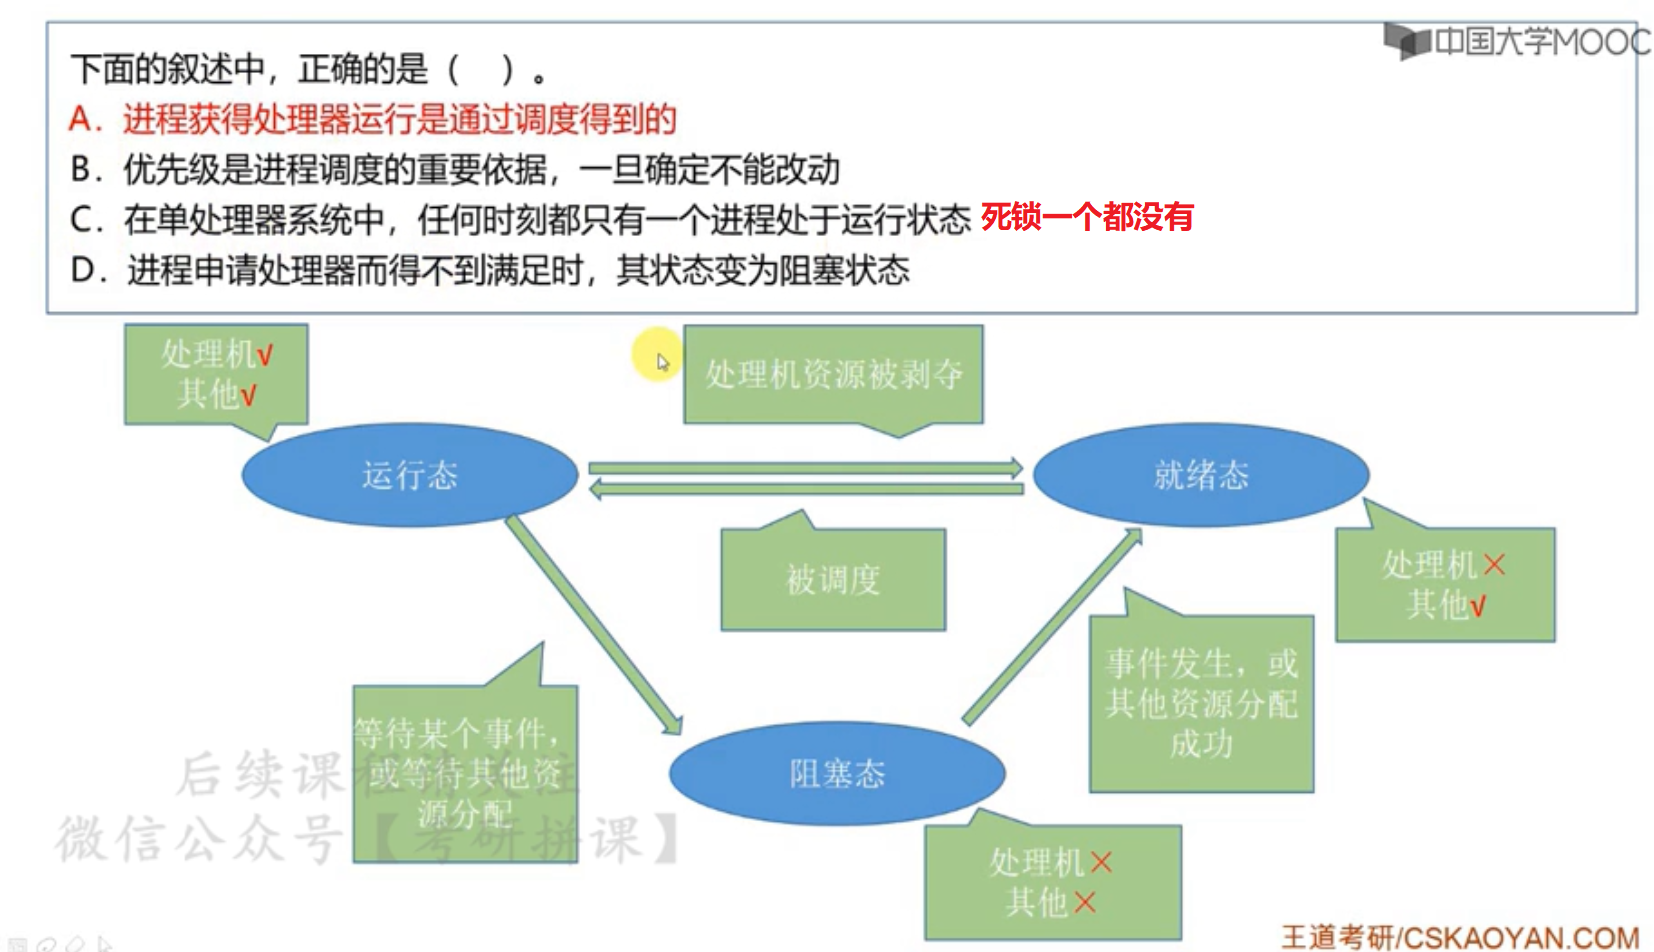 中国大学MOOC
下面的叙述中，正确的是（　）。
A．进程获得处理器运行是通过调度得到的
B．优先级是进程调度的重要依据，一旦确定不能改动
C．在单处理器系统中，任何时刻都只有一个进程处于运行状态 死锁一个都没有
D．进程申请处理器而得不到满足时，其状态变为阻塞状态
处理机√
其他√
处理机资源被剥夺
运行态
就绪态
被调度
处理机×
其他√
等待某个事件，
或等待其他资
源分配
事件发生，或
其他资源分配
成功
阻塞态
处理机×
其他×
后续课程请关注
微信公众号【考研拼课】
王道考研/CSKAOYAN.COM